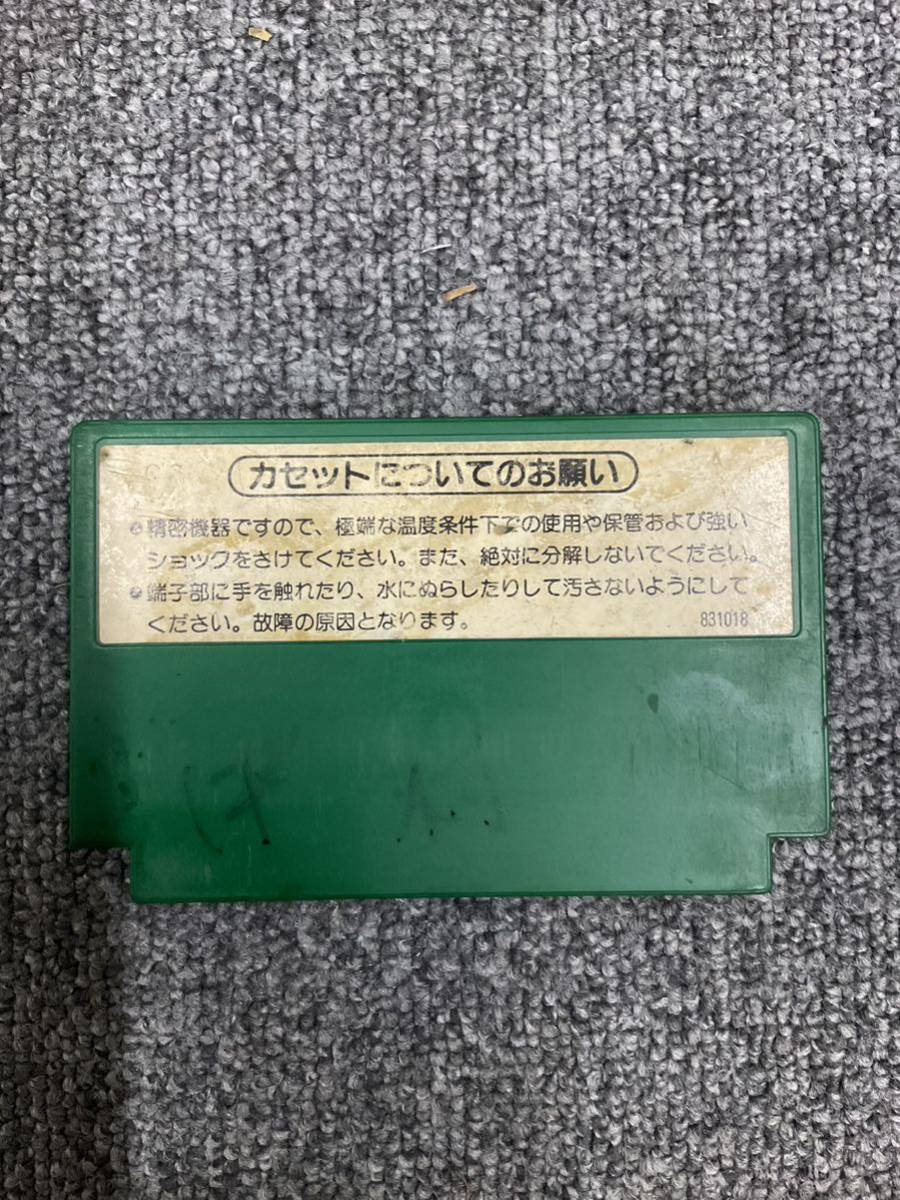 カセットについてのお願い
●精密機器ですので、極端な温度条件下での使用や保管および強い
ショックをさけてください。また、絶対に分解しないでください。
●端子部に手を触れたり、水にぬらしたりして汚さないようにして
ください。故障の原因となります。 831018